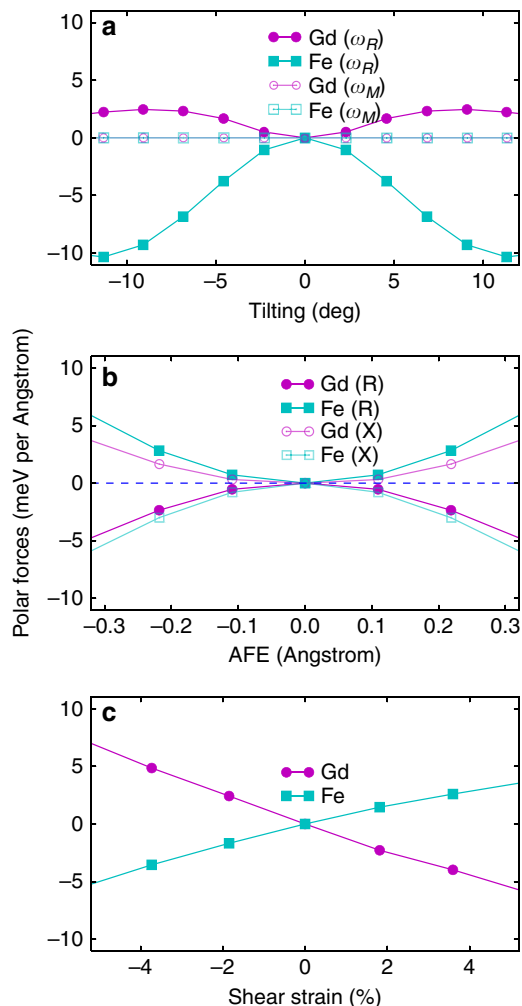 a
Gd (ωR)
Fe (ωR)
Gd (ωM)
Fe (ωM)
10
5
0
−5
−10
−10 −5 0 5 10
Tilting (deg)
Polar forces (meV per Angstrom)
b
Gd (R)
Fe (R)
Gd (X)
Fe (X)
10
5
0
−5
−10
−0.3 −0.2 −0.1 0.0 0.1 0.2 0.3
AFE (Angstrom)
c
Gd
Fe
10
5
0
−5
−10
−4 −2 0 2 4
Shear strain (%)